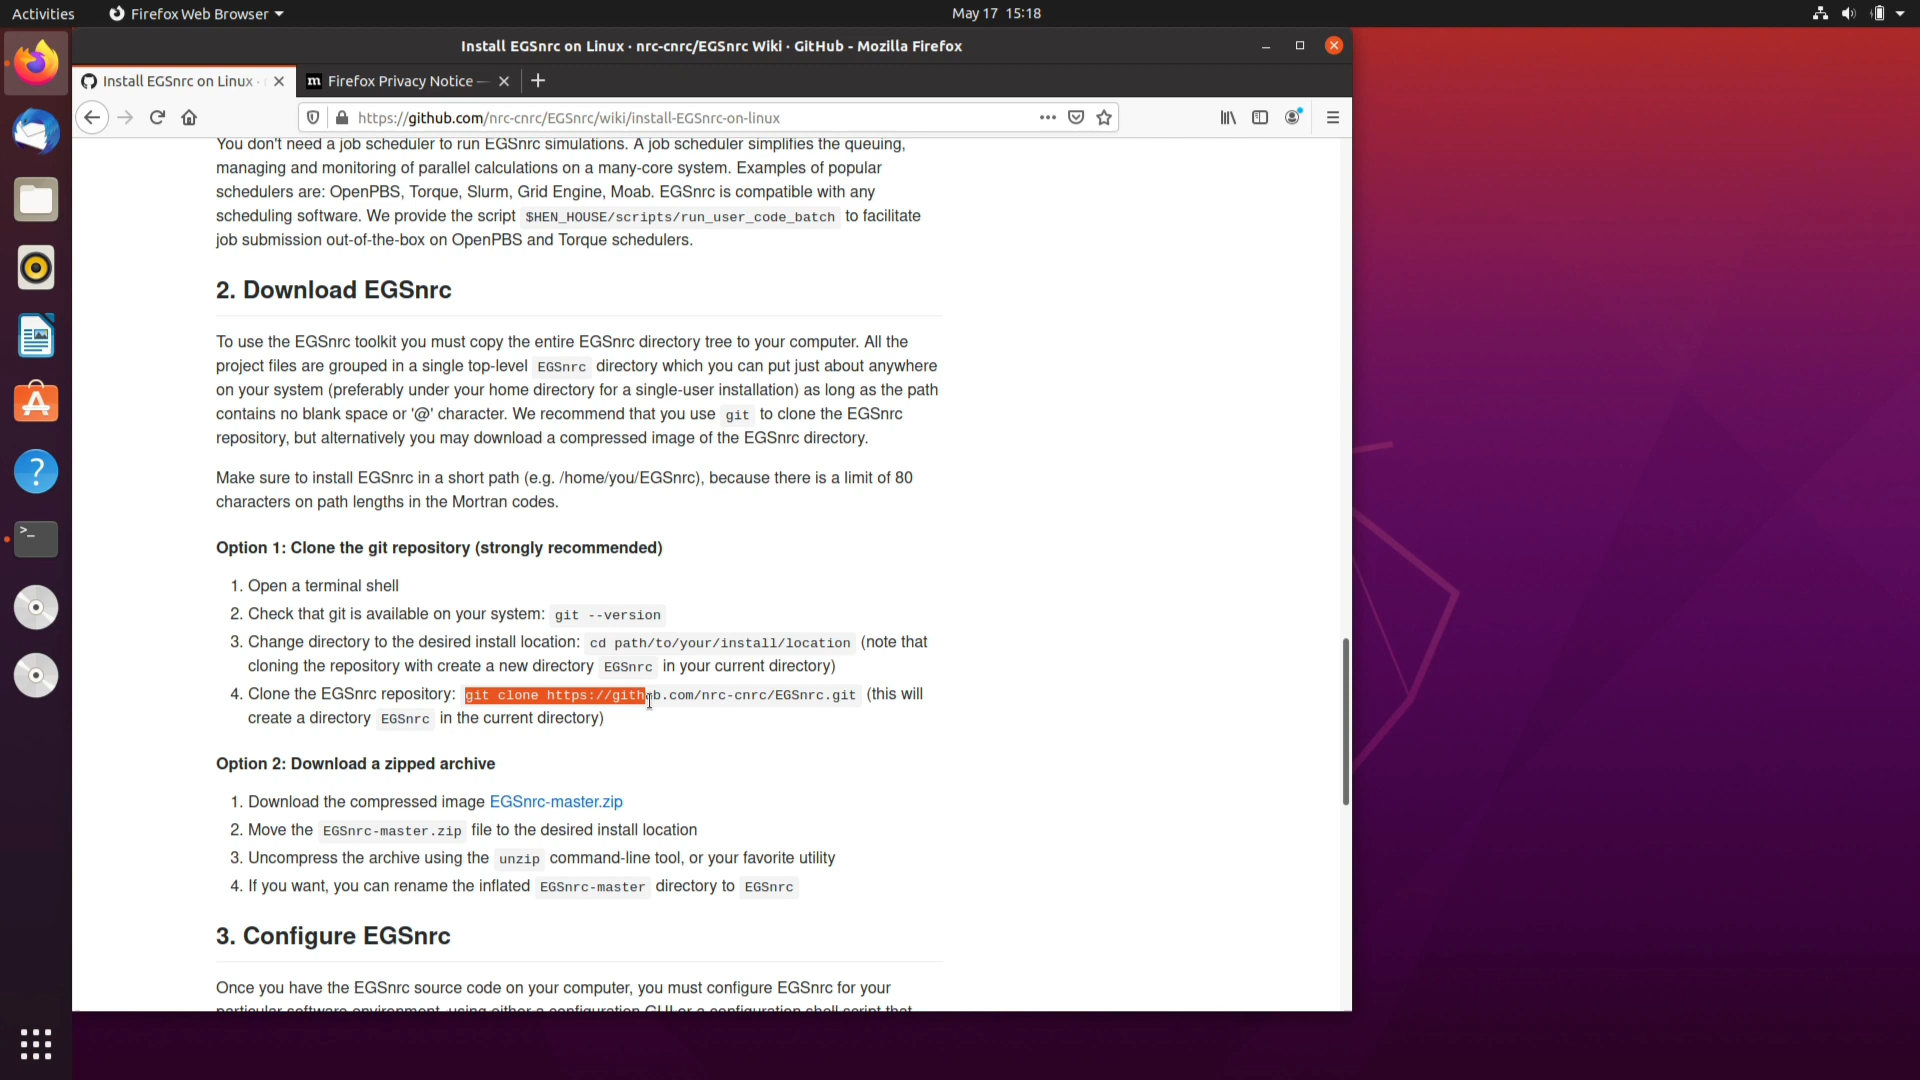 Activities Firefox Web Browser May 17 15:18
Install EGSnrc on Linux · nrc-cnrc/EGSnrc Wiki · GitHub - Mozilla Firefox
Install EGSnrc on Linux · Firefox Privacy Notice —
https://github.com/nrc-cnrc/EGSnrc/wiki/install-EGSnrc-on-linux
You don't need a job scheduler to run EGSnrc simulations. A job scheduler simplifies the queuing,
managing and monitoring of parallel calculations on a many-core system. Examples of popular
schedulers are: OpenPBS, Torque, Slurm, Grid Engine, Moab. EGSnrc is compatible with any
scheduling software. We provide the script $HEN_HOUSE/scripts/run_user_code_batch to facilitate
job submission out-of-the-box on OpenPBS and Torque schedulers.
2. Download EGSnrc
To use the EGSnrc toolkit you must copy the entire EGSnrc directory tree to your computer. All the
project files are grouped in a single top-level EGSnrc directory which you can put just about anywhere
on your system (preferably under your home directory for a single-user installation) as long as the path
contains no blank space or '@' character. We recommend that you use git to clone the EGSnrc
repository, but alternatively you may download a compressed image of the EGSnrc directory.
Make sure to install EGSnrc in a short path (e.g. /home/you/EGSnrc), because there is a limit of 80
characters on path lengths in the Mortran codes.
Option 1: Clone the git repository (strongly recommended)
1. Open a terminal shell
2. Check that git is available on your system: git --version
3. Change directory to the desired install location: cd path/to/your/install/location (note that
cloning the repository with create a new directory EGSnrc in your current directory)
4. Clone the EGSnrc repository: git clone https://github.com/nrc-cnrc/EGSnrc.git (this will
create a directory EGSnrc in the current directory)
Option 2: Download a zipped archive
1. Download the compressed image EGSnrc-master.zip
2. Move the EGSnrc-master.zip file to the desired install location
3. Uncompress the archive using the unzip command-line tool, or your favorite utility
4. If you want, you can rename the inflated EGSnrc-master directory to EGSnrc
3. Configure EGSnrc
Once you have the EGSnrc source code on your computer, you must configure EGSnrc for your
particular software environment, using either a configuration GUI or a configuration shell script that